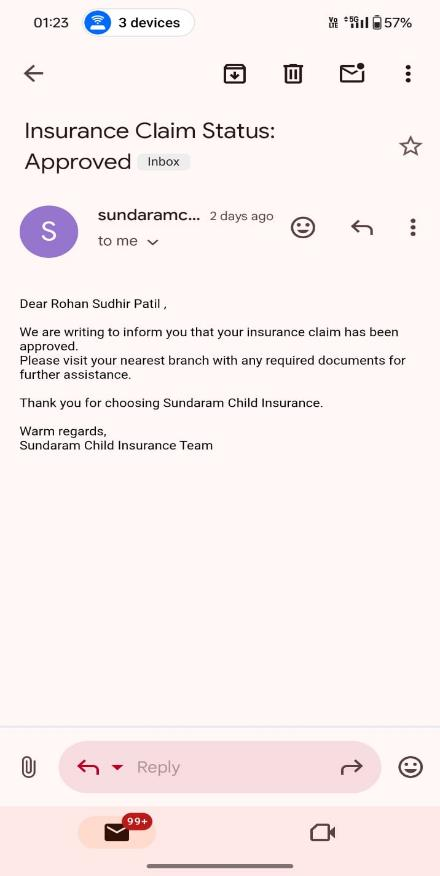 01:23 3 devices Vo LTE 5G 57%
Insurance Claim Status:
Approved Inbox
S sundaramc... 2 days ago
to me
Dear Rohan Sudhir Patil ,
We are writing to inform you that your insurance claim has been
approved.
Please visit your nearest branch with any required documents for
further assistance.
Thank you for choosing Sundaram Child Insurance.
Warm regards,
Sundaram Child Insurance Team
Reply
99+